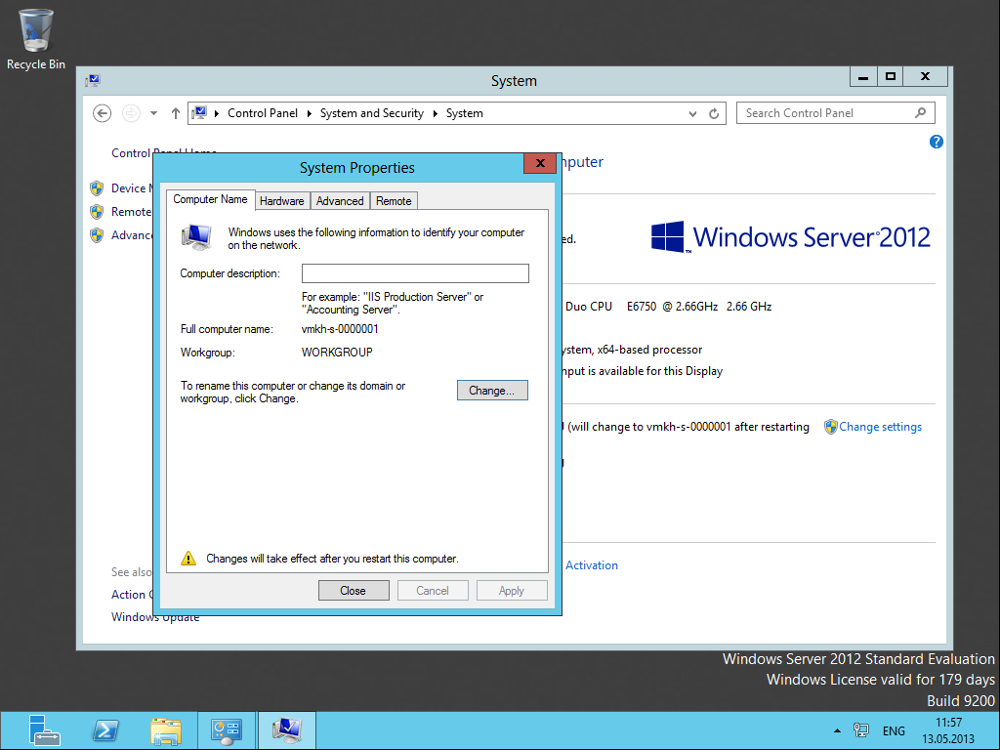 Recycle Bin
System
Control Panel
System and Security
System
Search Control Panel
Control Panel Home
Device M
Remote
Advanc
See also
Action C
Windows Update
System Properties
Computer Name
Hardware
Advanced
Remote
Windows uses the following information to identify your computer
on the network.
Computer description:
For example: "IIS Production Server" or
"Accounting Server".
Full computer name:
vmkh-s-0000001
Workgroup:
WORKGROUP
To rename this computer or change its domain or
workgroup, click Change.
Change...
Changes will take effect after you restart this computer.
Close
Cancel
Apply
mputer
ed.
Windows Server 2012
Duo CPU E6750 @ 2.66GHz 2.66 GHz
ystem, x64-based processor
nput is available for this Display
(will change to vmkh-s-0000001 after restarting
Change settings
Activation
Windows Server 2012 Standard Evaluation
Windows License valid for 179 days
Build 9200
ENG
11:57
13.05.2013